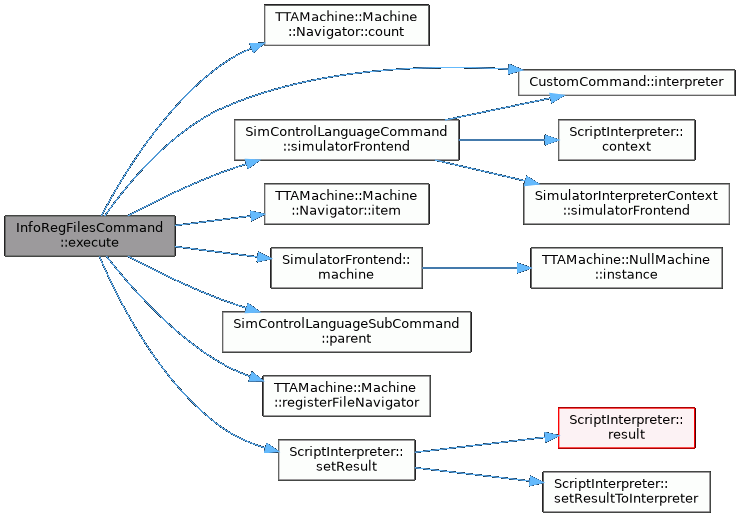 TTAMachine::Machine
::Navigator::count
CustomCommand::interpreter
SimControlLanguageCommand
::simulatorFrontend
ScriptInterpreter::
context
TTAMachine::Machine
::Navigator::item
SimulatorInterpreterContext
::simulatorFrontend
InfoRegFilesCommand
::execute
SimulatorFrontend::
machine
TTAMachine::NullMachine
::instance
SimControlLanguageSubCommand
::parent
TTAMachine::Machine
::registerFileNavigator
ScriptInterpreter::
result
ScriptInterpreter::
setResult
ScriptInterpreter::
setResultToInterpreter